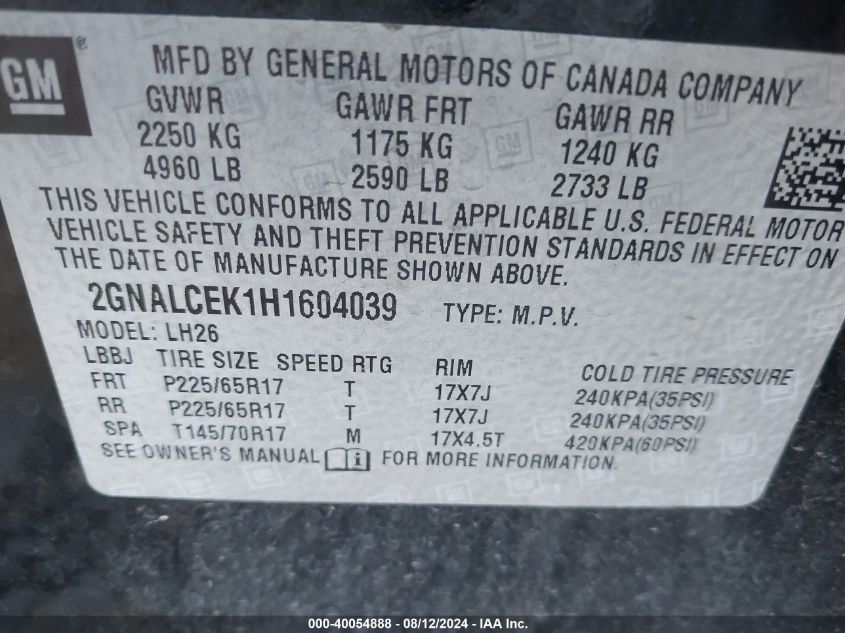 GM ®
MFD BY GENERAL MOTORS OF CANADA COMPANY
GVWR GAWR FRT GAWR RR
2250 KG 1175 KG 1240 KG
4960 LB 2590 LB 2733 LB
THIS VEHICLE CONFORMS TO ALL APPLICABLE U.S. FEDERAL MOTOR
VEHICLE SAFETY AND THEFT PREVENTION STANDARDS IN EFFECT ON
THE DATE OF MANUFACTURE SHOWN ABOVE.
2GNALCEK1H1604039 TYPE: M.P.V.
MODEL: LH26
LBBJ TIRE SIZE SPEED RTG RIM COLD TIRE PRESSURE
FRT P225/65R17 T 17X7J 240KPA(35PSI)
RR P225/65R17 T 17X7J 240KPA(35PSI)
SPA T145/70R17 M 17X4.5T 420KPA(60PSI)
SEE OWNER'S MANUAL i FOR MORE INFORMATION.
000-40054888 - 08/12/2024 - IAA Inc.